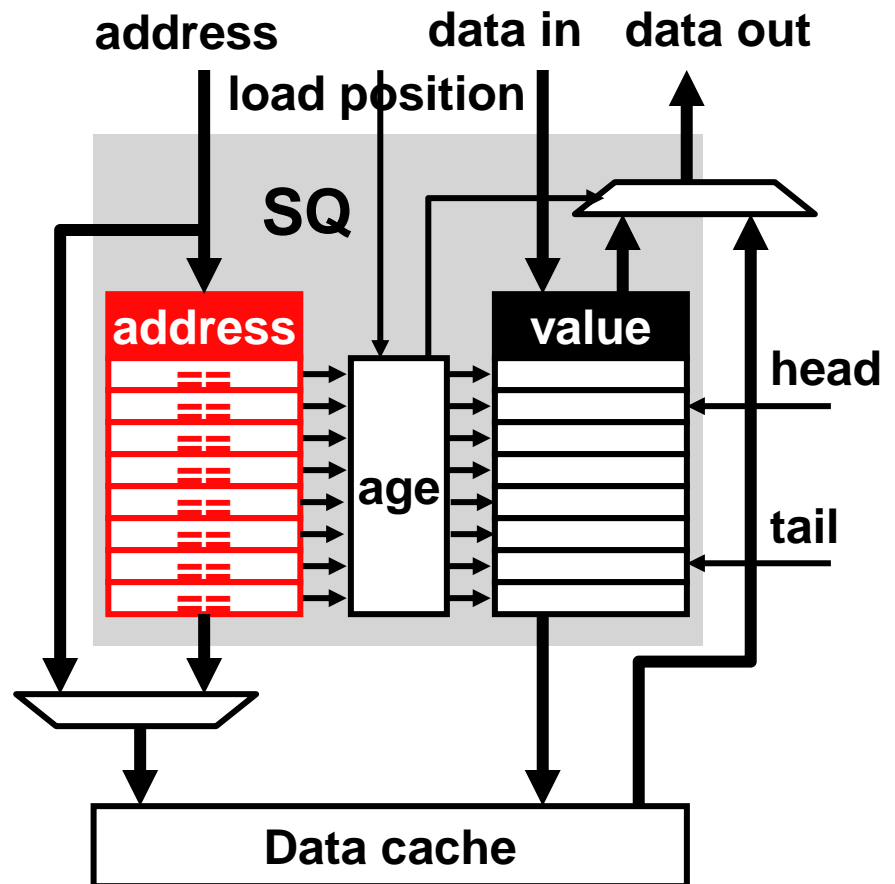 address
data in
data out
load position
SQ
address
value
head
age
tail
Data cache